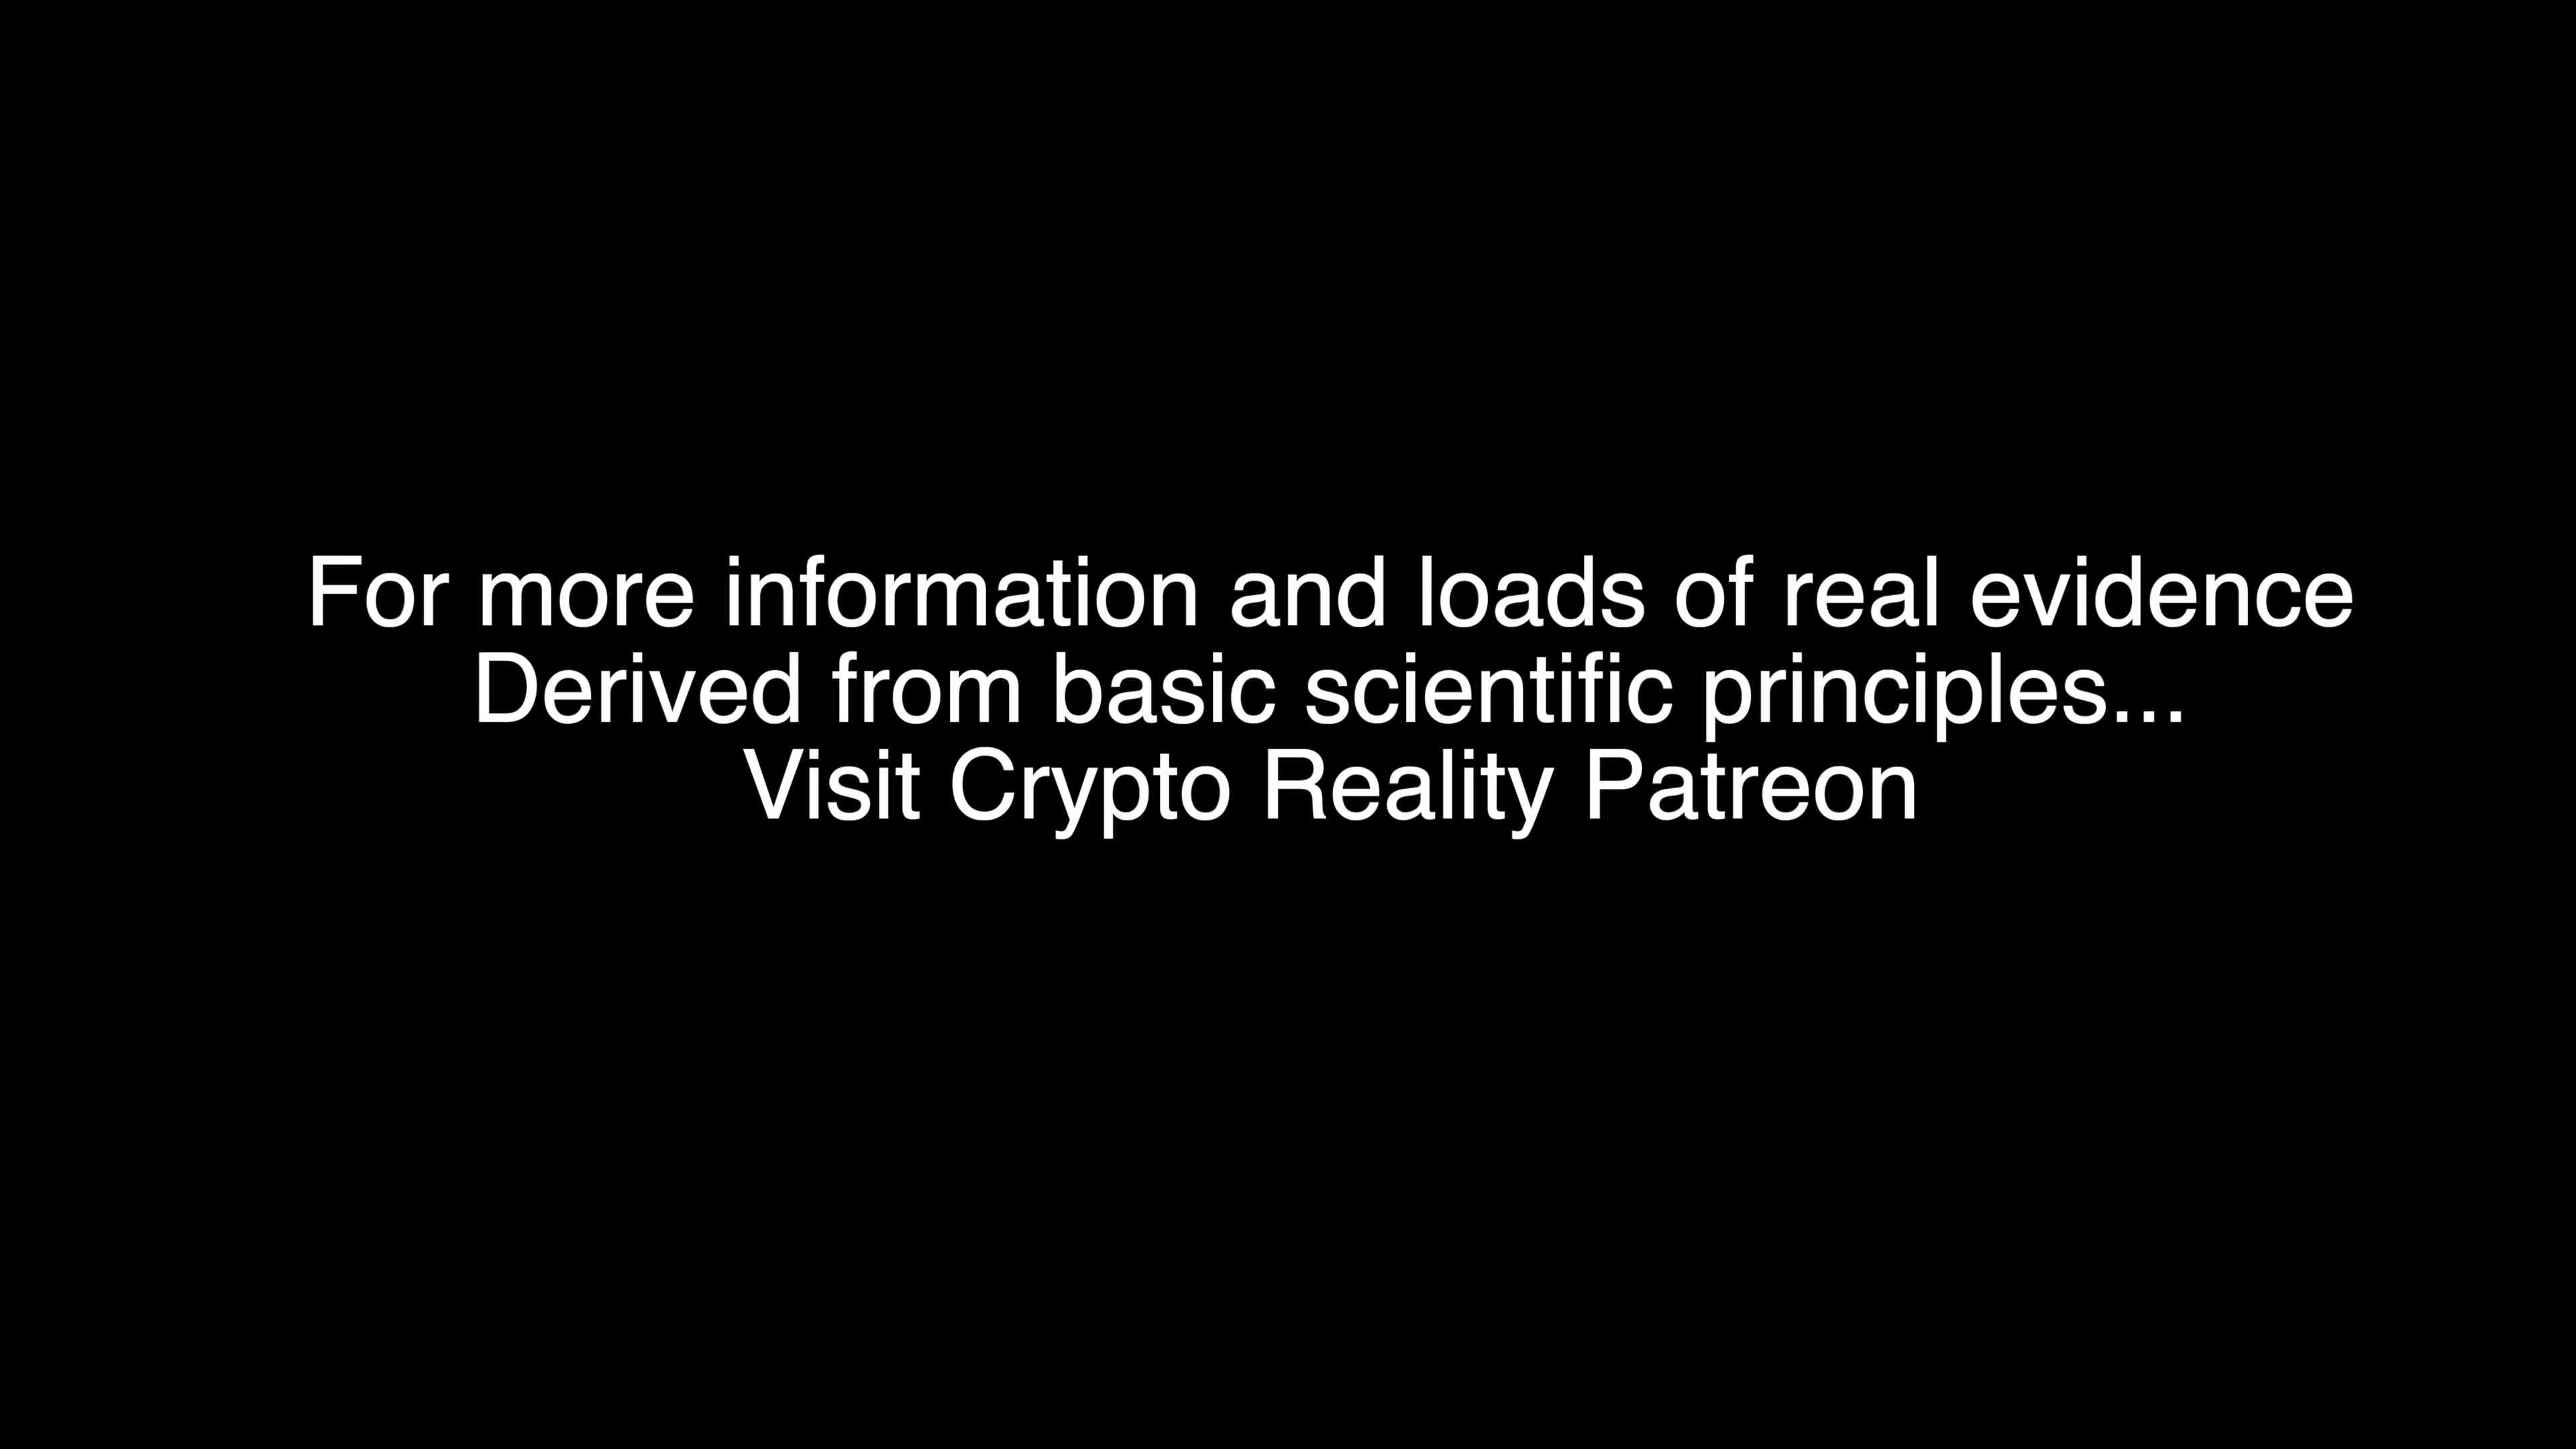 For more information and loads of real evidence
Derived from basic scientific principles...
Visit Crypto Reality Patreon